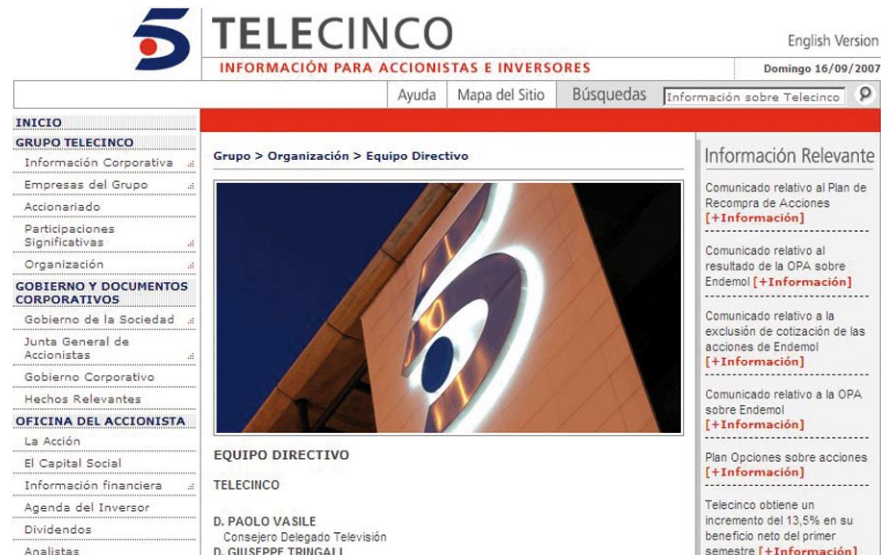 TELECINCO
English Version
INFORMACIÓN PARA ACCIONISTAS E INVERSORES
Domingo 16/09/2007
Ayuda
Mapa del Sitio
Búsquedas
Información sobre Telecinco
INICIO
GRUPO TELECINCO
Información Corporativa
Empresas del Grupo
Accionariado
Participaciones
Significativas
Organización
GOBIERNO Y DOCUMENTOS
CORPORATIVOS
Gobierno de la Sociedad
Junta General de
Accionistas
Gobierno Corporativo
Hechos Relevantes
OFICINA DEL ACCIONISTA
La Acción
El Capital Social
Información financiera
Agenda del Inversor
Dividendos
Analistas
Grupo > Organización > Equipo Directivo
EQUIPO DIRECTIVO
TELECINCO
D. PAOLO VASILE
Consejero Delegado Televisión
D. GIUSEPPE TRINGALI
Información Relevante
Comunicado relativo al Plan de
Recompra de Acciones
[+Información]
Comunicado relativo al
resultado de la OPA sobre
Endemol [+Información]
Comunicado relativo a la
exclusión de cotización de las
acciones de Endemol
[+Información]
Comunicado relativo a la OPA
sobre Endemol
[+Información]
Plan Opciones sobre acciones
[+Información]
Telecinco obtiene un
incremento del 13,5% en su
beneficio neto del primer
semestre [+Información]